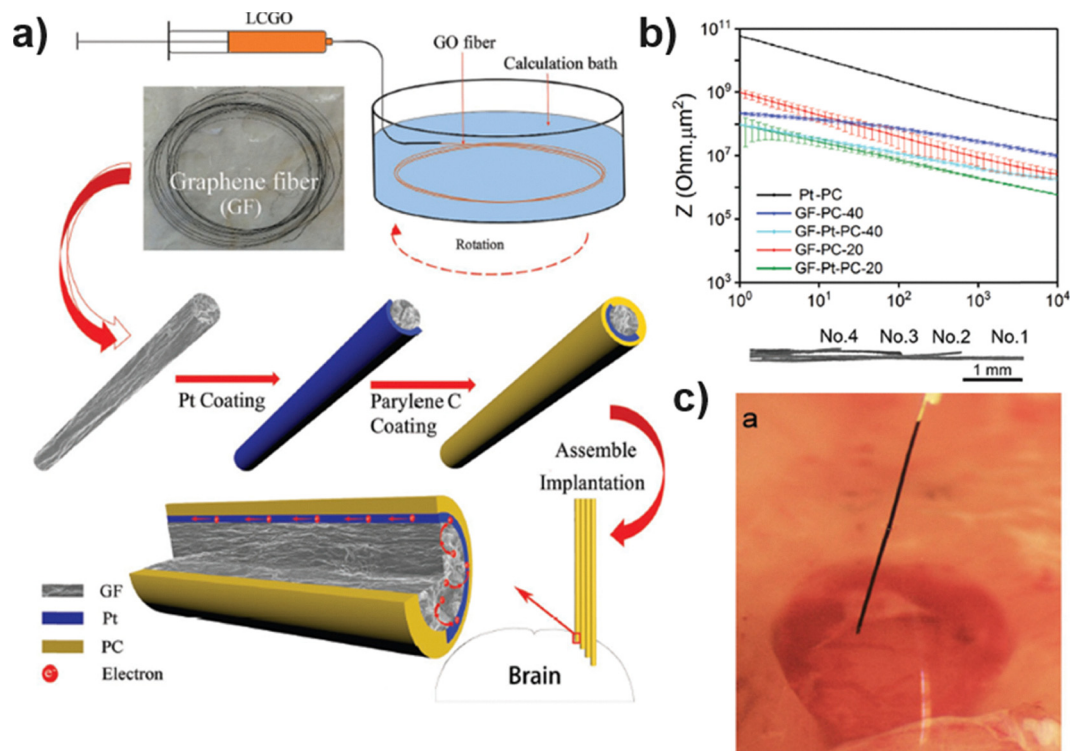 a)
LCGO
GO fiber
Calculation bath
Graphene fiber
(GF)
Rotation
Pt Coating
Parylene C
Coating
Assemble
Implantation
GF
Pt
PC
e⁻
Electron
Brain
b)
Z (Ohm.µm²)
10¹¹
10⁹
10⁷
10⁵
10³
Pt-PC
GF-PC-40
GF-Pt-PC-40
GF-PC-20
GF-Pt-PC-20
10⁰ 10¹ 10² 10³ 10⁴
No.4 No.3 No.2 No.1
1 mm
c)
a